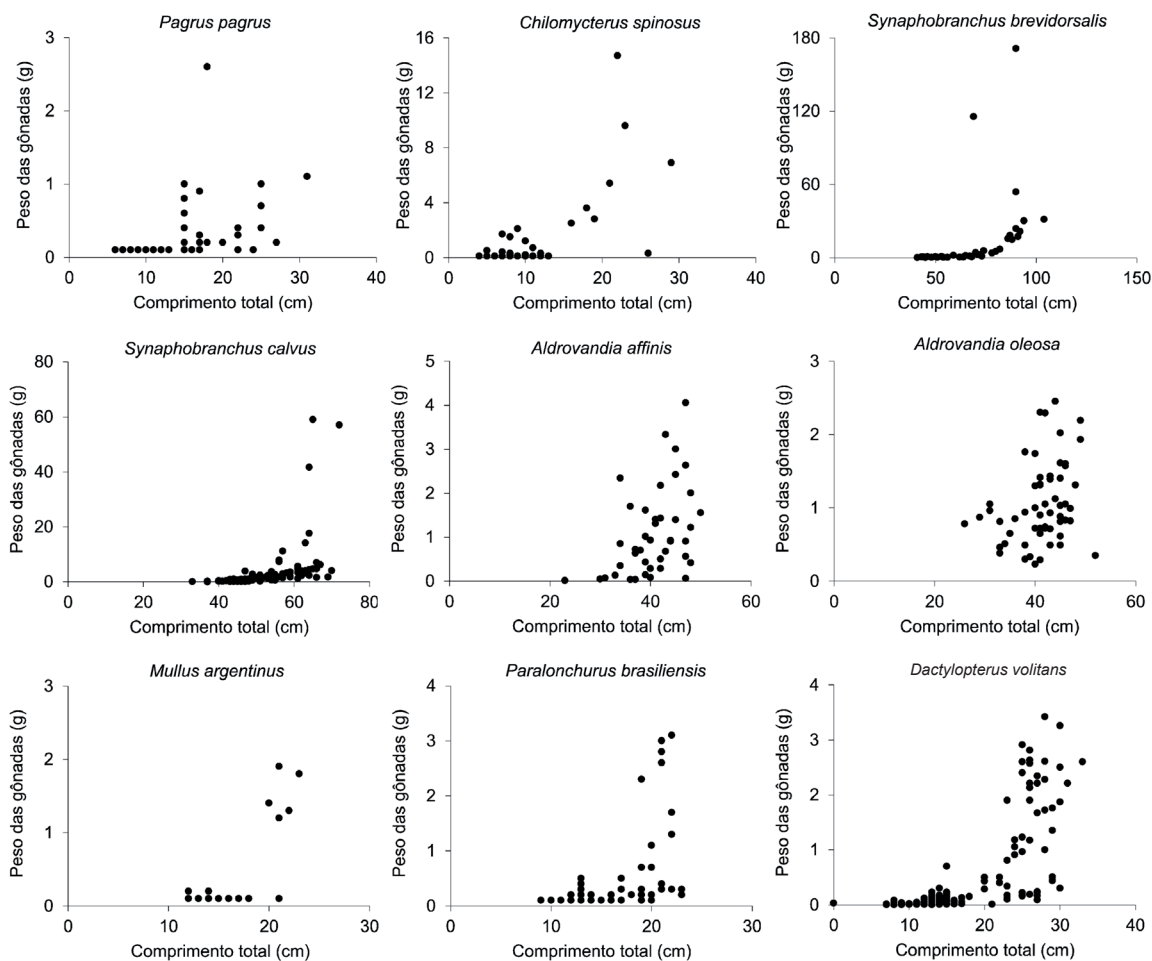 Pagrus pagrus
Peso das gônadas (g)
3
2
1
0
0 10 20 30 40
Comprimento total (cm)
Chilomycterus spinosus
Peso das gônadas (g)
16
12
8
4
0
0 10 20 30 40
Comprimento total (cm)
Synaphobranchus brevidorsalis
Peso das gônadas (g)
180
120
60
0
0 50 100 150
Comprimento total (cm)
Synaphobranchus calvus
Peso das gônadas (g)
80
60
40
20
0
0 20 40 60 80
Comprimento total (cm)
Aldrovandia affinis
Peso das gônadas (g)
5
4
3
2
1
0
0 20 40 60
Comprimento total (cm)
Aldrovandia oleosa
Peso das gônadas (g)
3
2
1
0
0 20 40 60
Comprimento total (cm)
Mullus argentinus
Peso das gônadas (g)
3
2
1
0
0 10 20 30
Comprimento total (cm)
Paralonchurus brasiliensis
Peso das gônadas (g)
4
3
2
1
0
0 10 20 30
Comprimento total (cm)
Dactylopterus volitans
Peso das gônadas (g)
4
3
2
1
0
0 10 20 30 40
Comprimento total (cm)